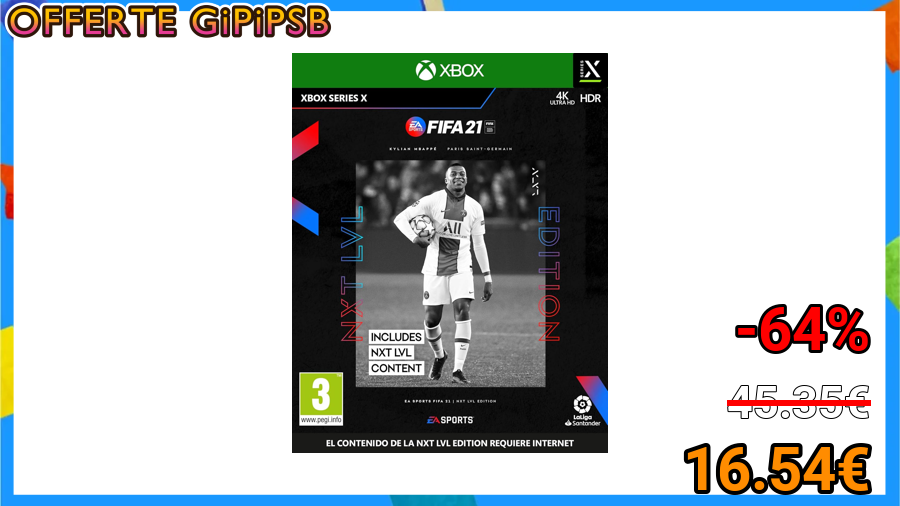 OFFERTE GiPiPSB
XBOX
SERIES X
XBOX SERIES X
4K
ULTRA HD
HDR
EA SPORTS
FIFA 21
KYLIAN MBAPPÉ PARIS SAINT-GERMAIN
NXT LVL
EDITION
INCLUDES
NXT LVL
CONTENT
3
www.pegi.info
EA SPORTS FIFA 21 | NXT LVL EDITION
EA SPORTS
LaLiga
Santander
EL CONTENIDO DE LA NXT LVL EDITION REQUIERE INTERNET
-64%
45.35€
16.54€